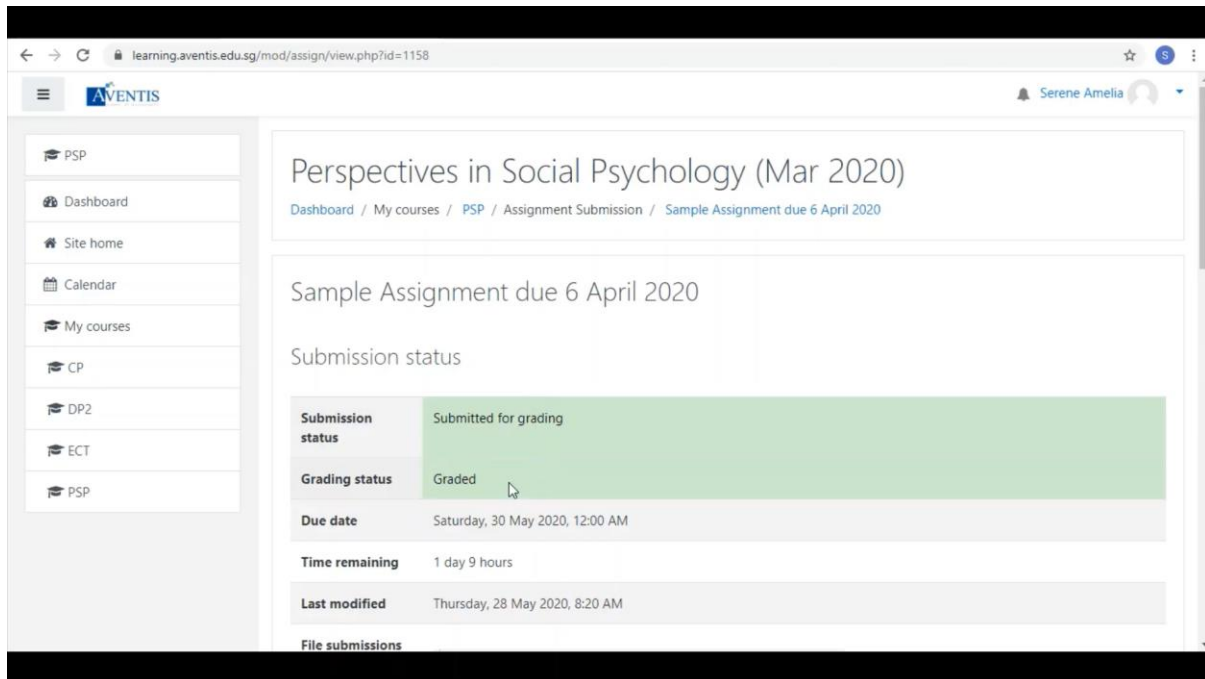 learning.aventis.edu.sg/mod/assign/view.php?id=1158
S
AVENTIS
Serene Amelia
PSP
Dashboard
Site home
Calendar
My courses
CP
DP2
ECT
PSP
Perspectives in Social Psychology (Mar 2020)
Dashboard / My courses / PSP / Assignment Submission / Sample Assignment due 6 April 2020
Sample Assignment due 6 April 2020
Submission status
Submission status Submitted for grading
Grading status Graded
Due date Saturday, 30 May 2020, 12:00 AM
Time remaining 1 day 9 hours
Last modified Thursday, 28 May 2020, 8:20 AM
File submissions